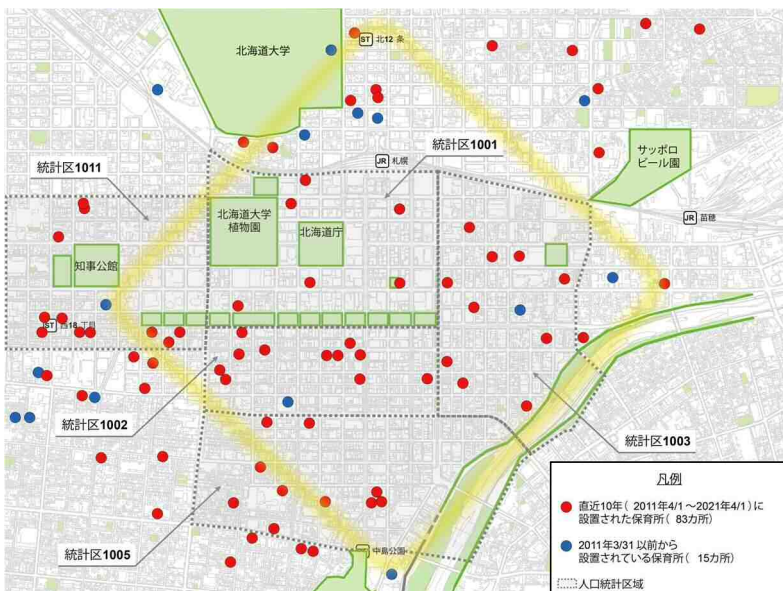 北海道大学
ST 北12 条
統計区1001
JR 札幌
サッポロ
ビール園
統計区1011
北海道大学
植物園
北海道庁
JR 苗穂
知事公館
ST 西18 丁目
統計区1002
統計区1003
統計区1005
中島公園
凡例
直近10年( 2011年4/1 ~2021年4/1 )に
設置された保育所( 83カ所)
2011年3/31 以前から
設置されている保育所( 15カ所)
人口統計区域